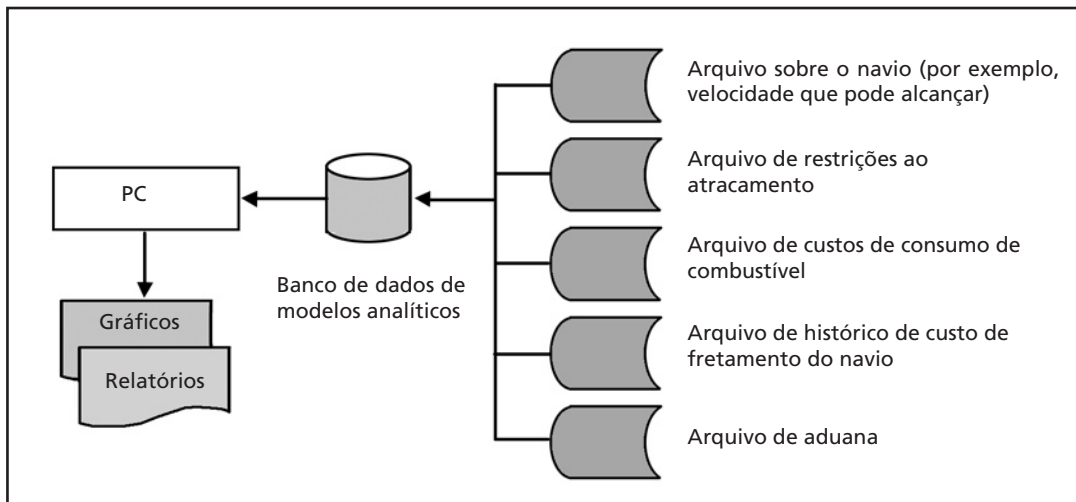 PC
Gráficos
Relatórios
Banco de dados de
modelos analíticos
Arquivo sobre o navio (por exemplo,
velocidade que pode alcançar)
Arquivo de restrições ao
atracamento
Arquivo de custos de consumo de
combustível
Arquivo de histórico de custo de
fretamento do navio
Arquivo de aduana